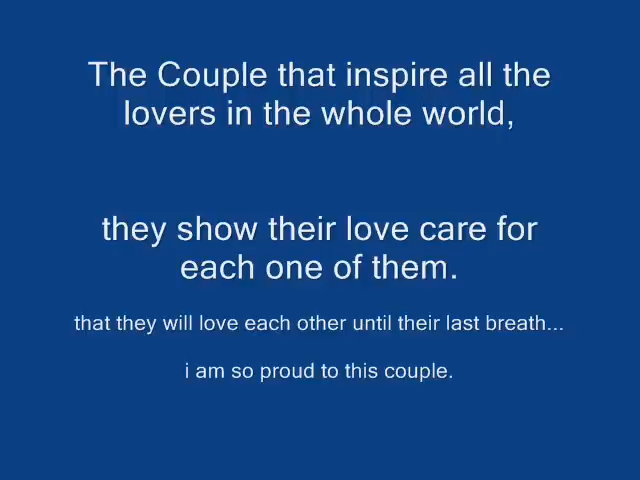 The Couple that inspire all the
lovers in the whole world,
they show their love care for
each one of them.
that they will love each other until their last breath...
i am so proud to this couple.